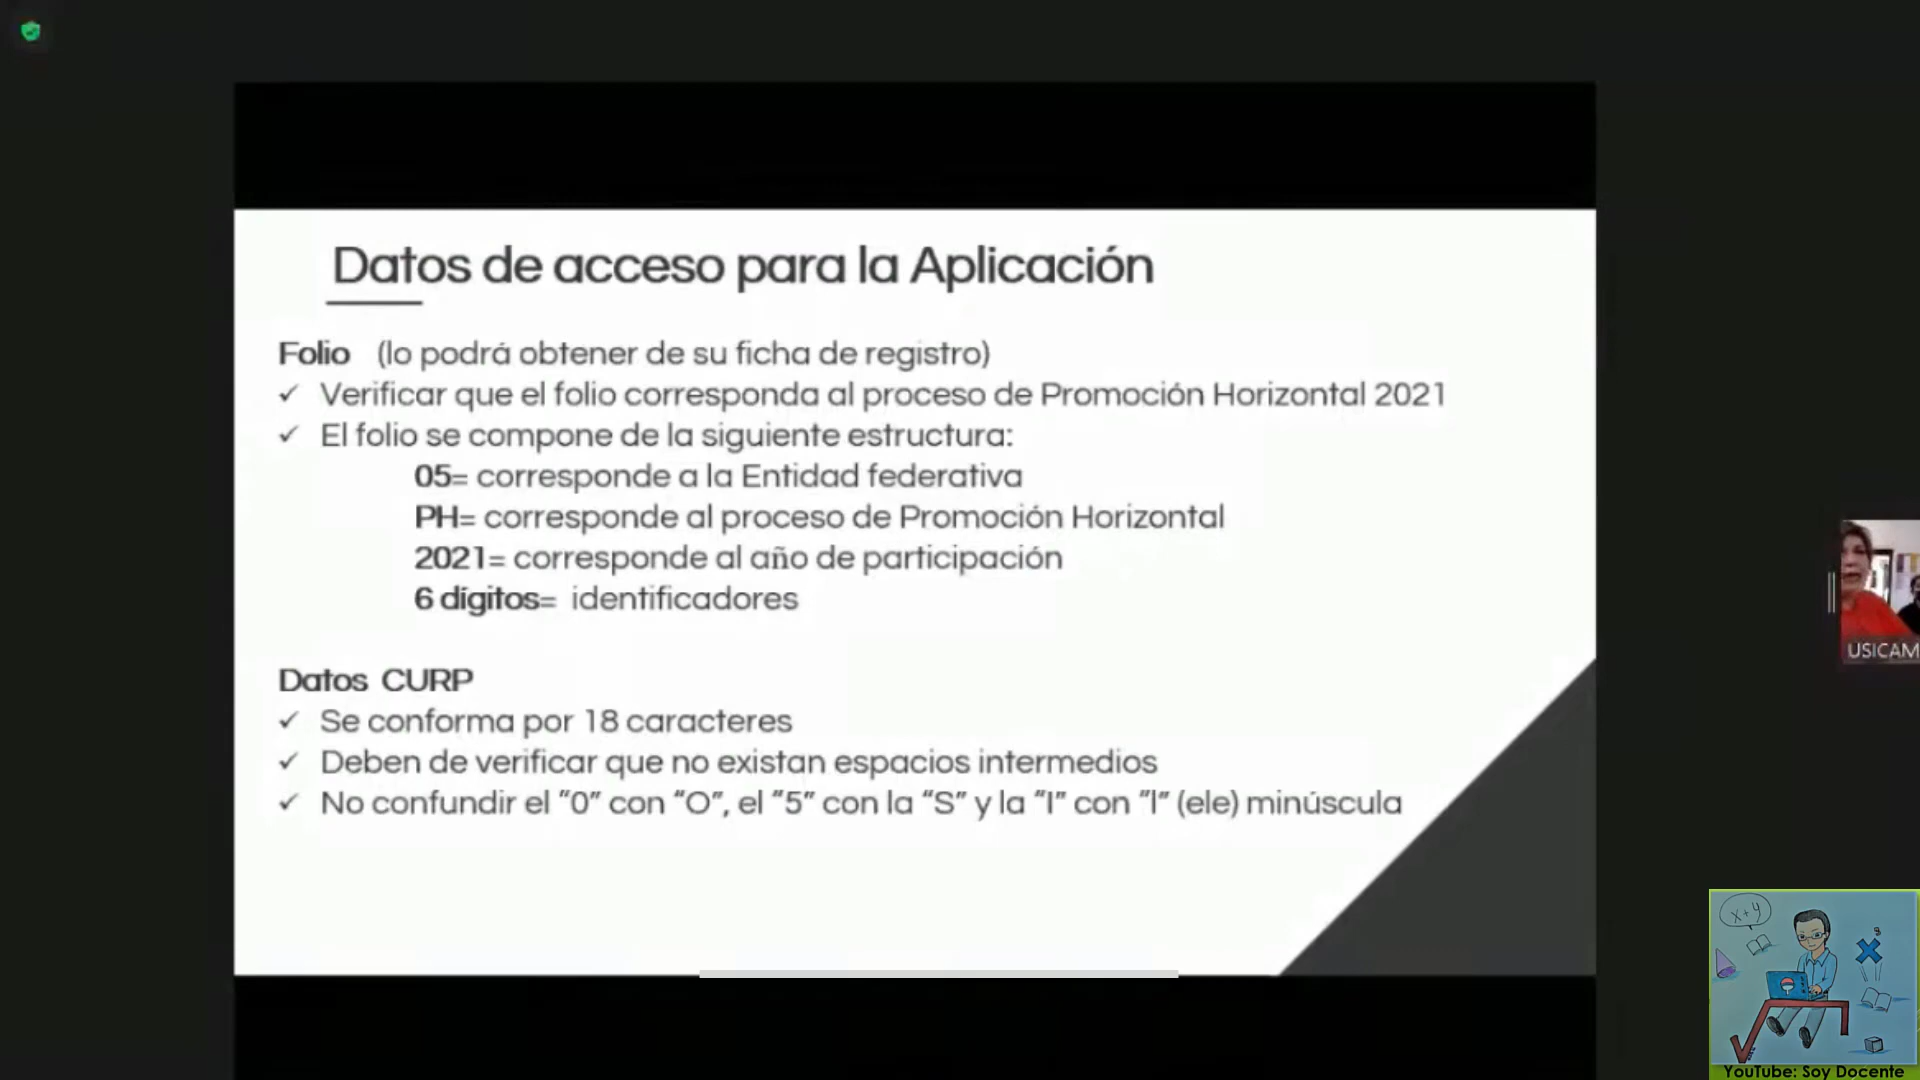 Datos de acceso para la Aplicación
Folio (lo podrá obtener de su ficha de registro)
✓ Verificar que el folio corresponda al proceso de Promoción Horizontal 2021
✓ El folio se compone de la siguiente estructura:
05= corresponde a la Entidad federativa
PH= corresponde al proceso de Promoción Horizontal
2021= corresponde al año de participación
6 dígitos= identificadores
Datos CURP
✓ Se conforma por 18 caracteres
✓ Deben de verificar que no existan espacios intermedios
✓ No confundir el “0” con “O”, el “5” con la “S” y la “I” con “l” (ele) minúscula
USICAM
x+y
YouTube: Soy Docente